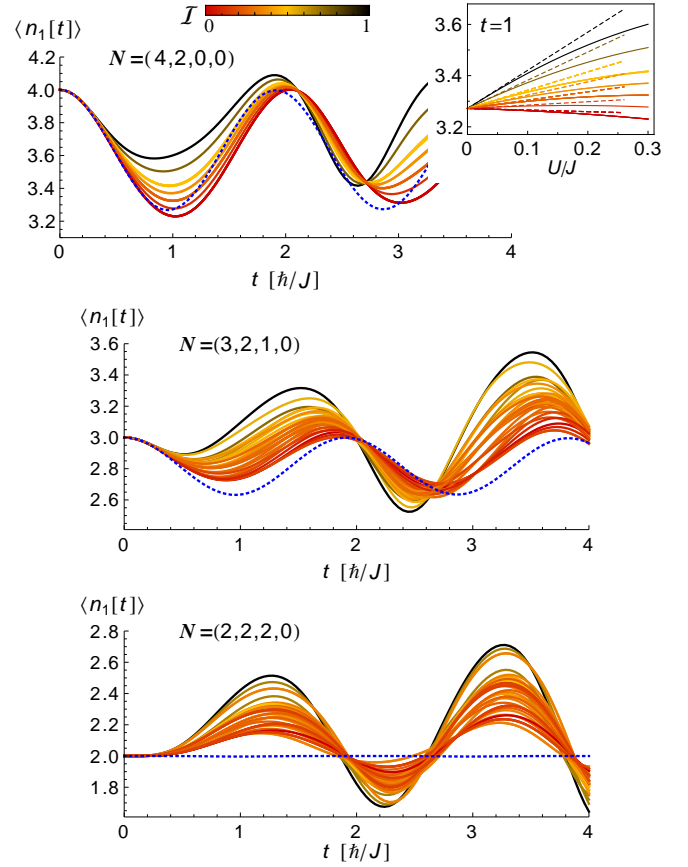 ℐ 0 1
⟨n₁[t]⟩
N=(4,2,0,0)
4.2
4.0
3.8
3.6
3.4
3.2
0 1 2 3 4
t [ħ/J]
t=1
3.6
3.4
3.2
0 0.1 0.2 0.3
U/J
⟨n₁[t]⟩
N=(3,2,1,0)
3.6
3.4
3.2
3.0
2.8
2.6
0 1 2 3 4
t [ħ/J]
⟨n₁[t]⟩
N=(2,2,2,0)
2.8
2.6
2.4
2.2
2.0
1.8
0 1 2 3 4
t [ħ/J]